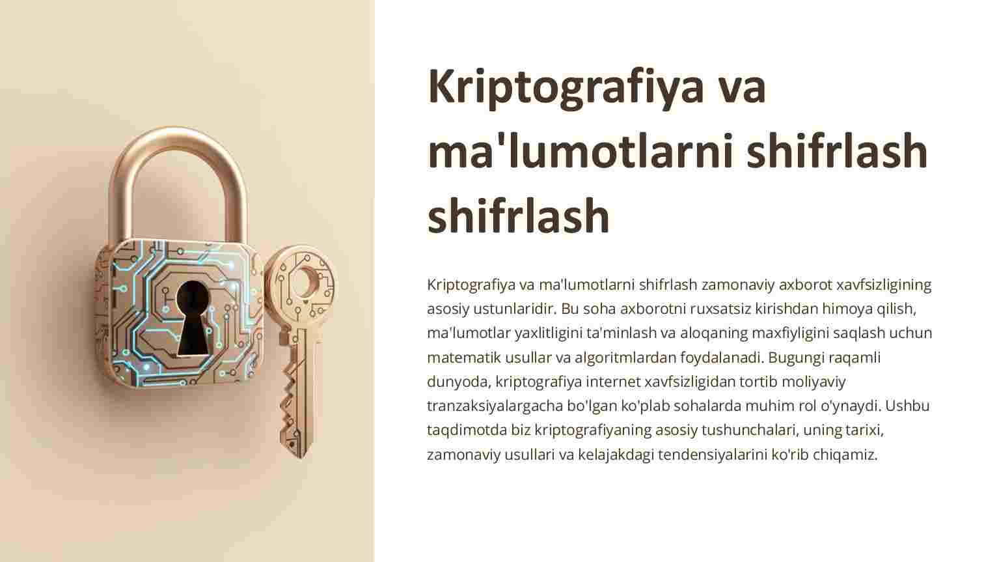 Kriptografiya va
ma'lumotlarni shifrlash
shifrlash
Kriptografiya va ma'lumotlarni shifrlash zamonaviy axborot xavfsizligining
asosiy ustunlaridir. Bu soha axborotni ruxsatsiz kirishdan himoya qilish,
ma'lumotlar yaxlitligini ta'minlash va aloqaning maxfiyligini saqlash uchun
matematik usullar va algoritmlardan foydalanadi. Bugungi raqamli
dunyoda, kriptografiya internet xavfsizligidan tortib moliyaviy
tranzaksiyalargacha bo'lgan ko'plab sohalarda muhim rol o'ynaydi. Ushbu
taqdimotda biz kriptografiyaning asosiy tushunchalari, uning tarixi,
zamonaviy usullari va kelajakdagi tendensiyalarini ko'rib chiqamiz.